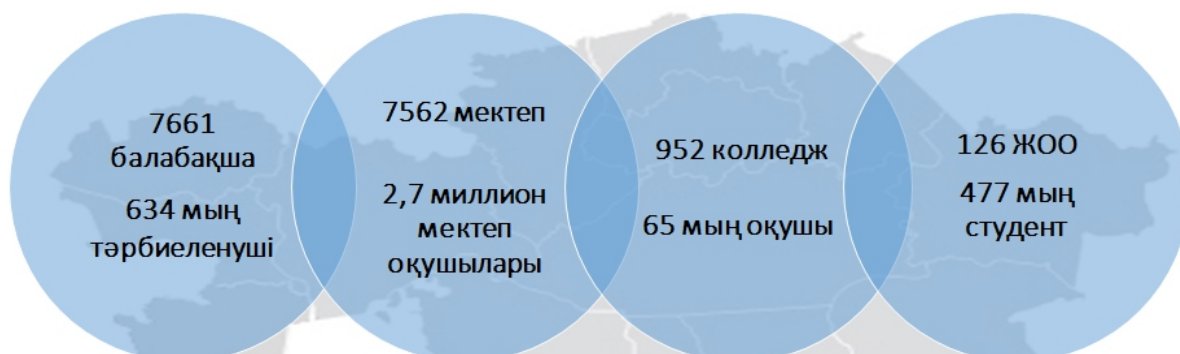 7661
балабақша
634 мың
тәрбиеленуші
7562 мектеп
2,7 миллион
мектеп
оқушылары
952 колледж
65 мың оқушы
126 ЖОО
477 мың
студент